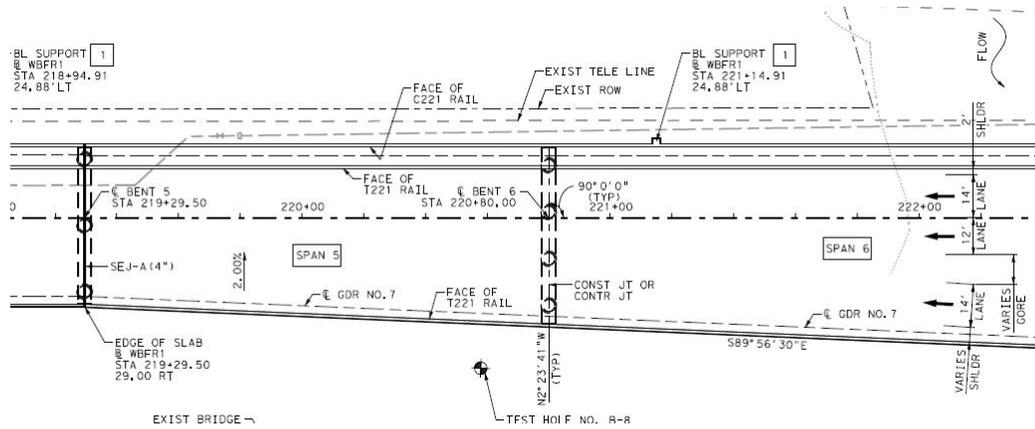 BL SUPPORT 1
℄ WBFR1
STA 218+94.91
24.88'LT
BL SUPPORT 1
℄ WBFR1
STA 221+14.91
24.88'LT
FLOW
EXIST TELE LINE
EXIST ROW
FACE OF
C221 RAIL
2'
SHLDR
FACE OF
T221 RAIL
℄ BENT 5
STA 219+29.50
℄ BENT 6
STA 220+80.00
90°0'0"
(TYP)
14'
LANE
0
220+00
221+00
222+00
12'
LANE
SPAN 5
SPAN 6
SEJ-A(4")
2.00%
℄ GDR NO.7
FACE OF
T221 RAIL
CONST JT OR
CONTR JT
℄ GDR NO.7
14'
LANE
VARIES
GORE
EDGE OF SLAB
℄ WBFR1
STA 219+29.50
29.00 RT
N2°23'41"W
(TYP)
S89°56'30"E
VARIES
SHLDR
EXIST BRIDGE
TEST HOLE NO. B-8